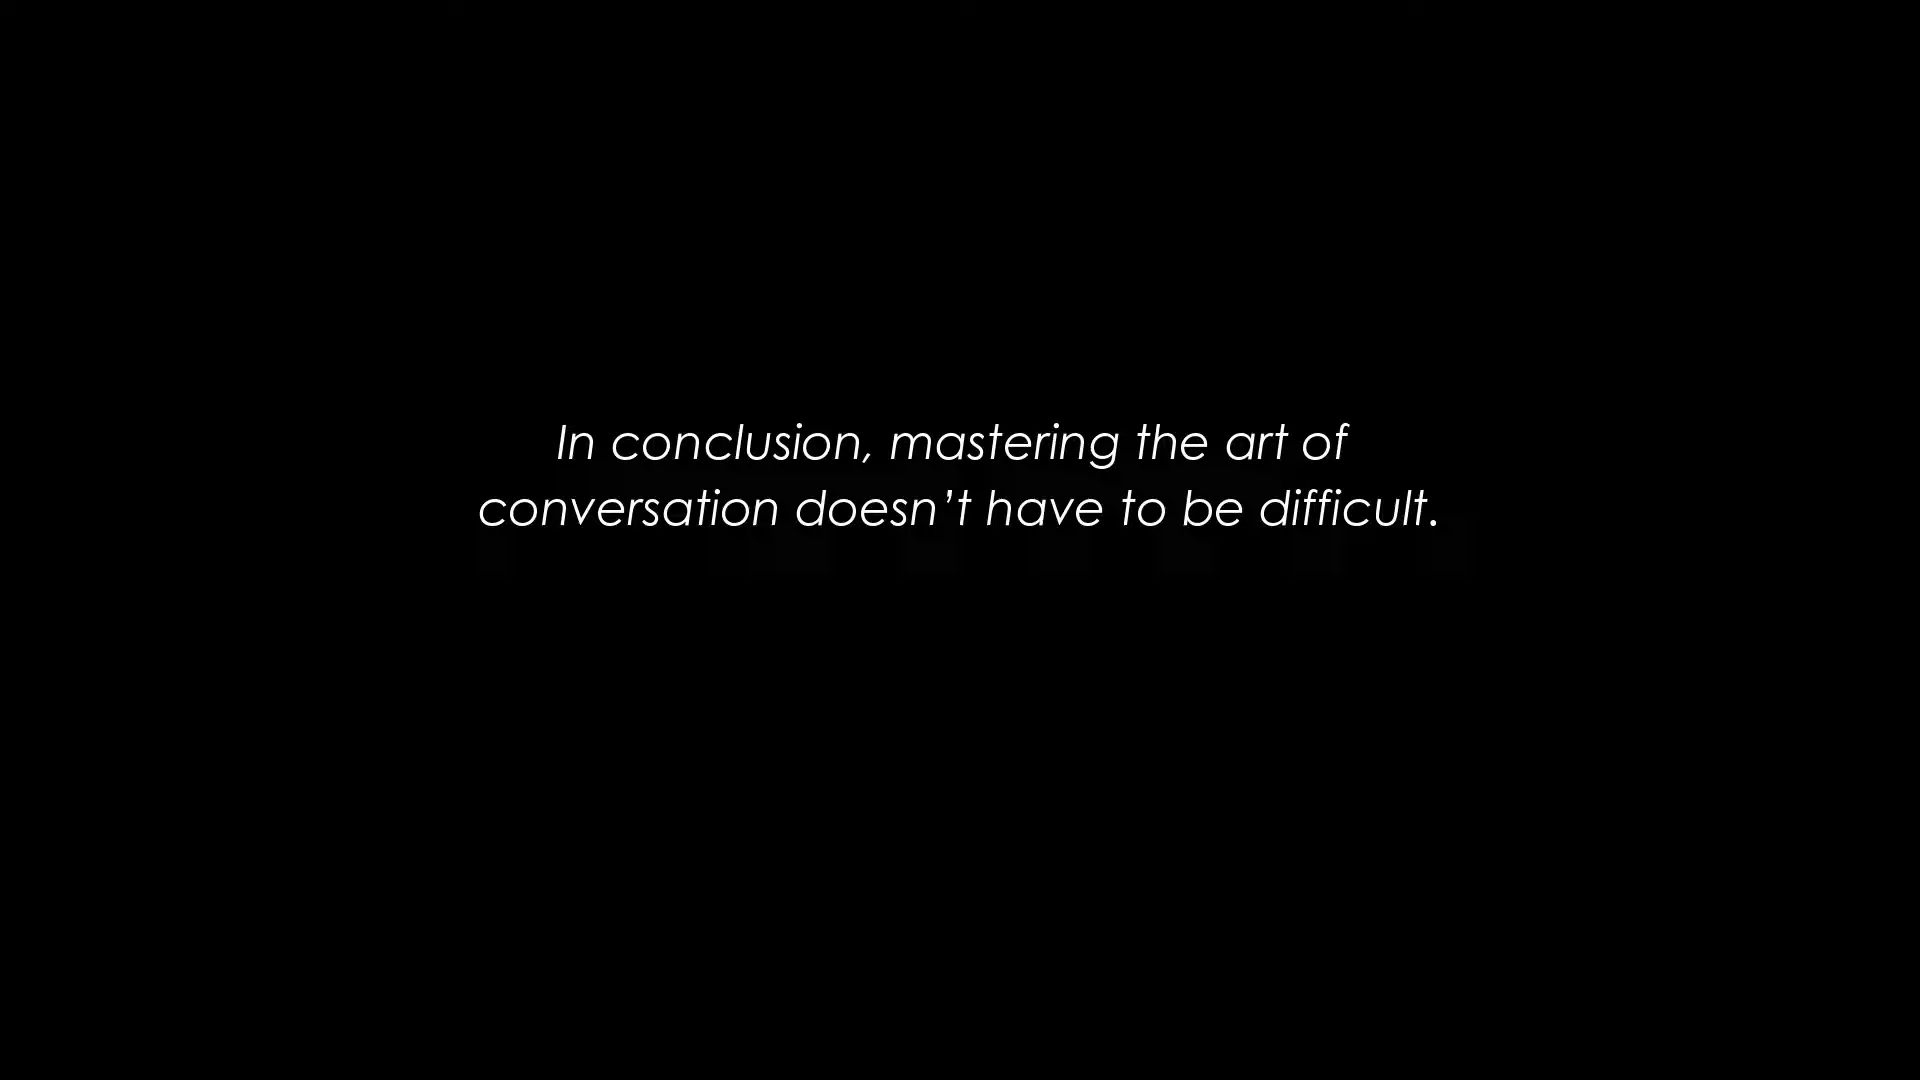 In conclusion, mastering the art of
conversation doesn’t have to be difficult.